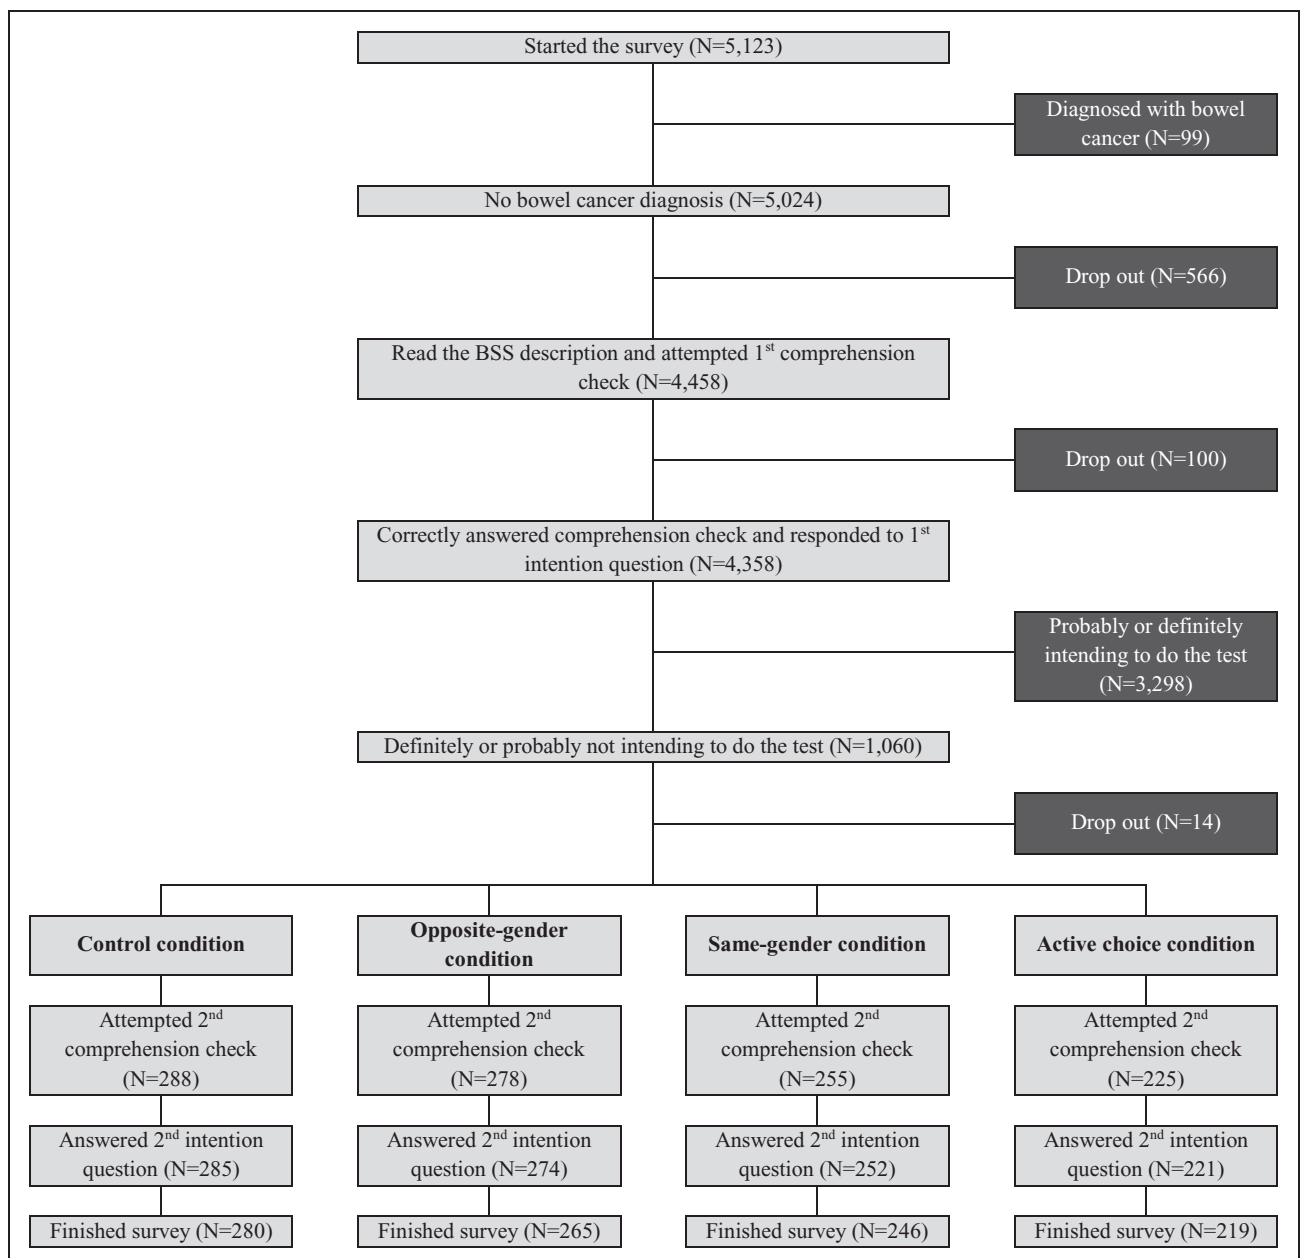 Started the survey (N=5,123)
Diagnosed with bowel
cancer (N=99)
No bowel cancer diagnosis (N=5,024)
Drop out (N=566)
Read the BSS description and attempted 1st comprehension
check (N=4,458)
Drop out (N=100)
Correctly answered comprehension check and responded to 1st
intention question (N=4,358)
Probably or definitely
intending to do the test
(N=3,298)
Definitely or probably not intending to do the test (N=1,060)
Drop out (N=14)
Control condition
Opposite-gender
condition
Same-gender condition
Active choice condition
Attempted 2nd
comprehension check
(N=288)
Attempted 2nd
comprehension check
(N=278)
Attempted 2nd
comprehension check
(N=255)
Attempted 2nd
comprehension check
(N=225)
Answered 2nd intention
question (N=285)
Answered 2nd intention
question (N=274)
Answered 2nd intention
question (N=252)
Answered 2nd intention
question (N=221)
Finished survey (N=280)
Finished survey (N=265)
Finished survey (N=246)
Finished survey (N=219)